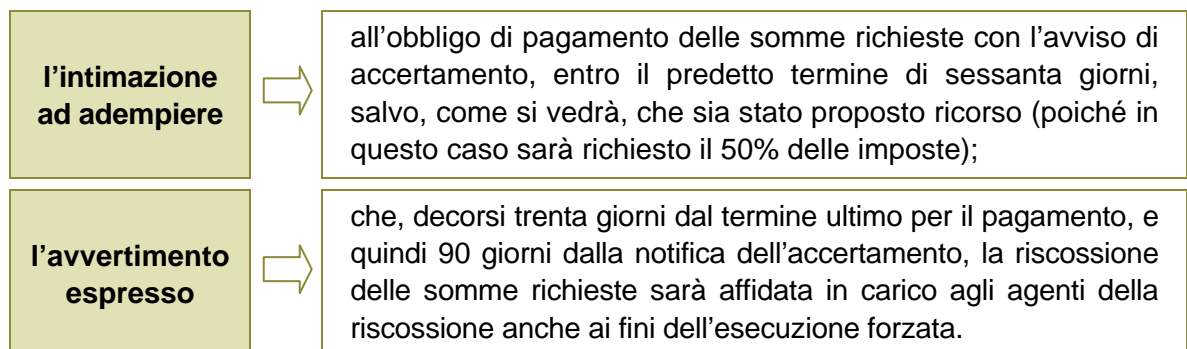 l'intimazione
ad adempiere
all'obbligo di pagamento delle somme richieste con l'avviso di
accertamento, entro il predetto termine di sessanta giorni,
salvo, come si vedrà, che sia stato proposto ricorso (poiché in
questo caso sarà richiesto il 50% delle imposte);
l'avvertimento
espresso
che, decorsi trenta giorni dal termine ultimo per il pagamento, e
quindi 90 giorni dalla notifica dell'accertamento, la riscossione
delle somme richieste sarà affidata in carico agli agenti della
riscossione anche ai fini dell'esecuzione forzata.